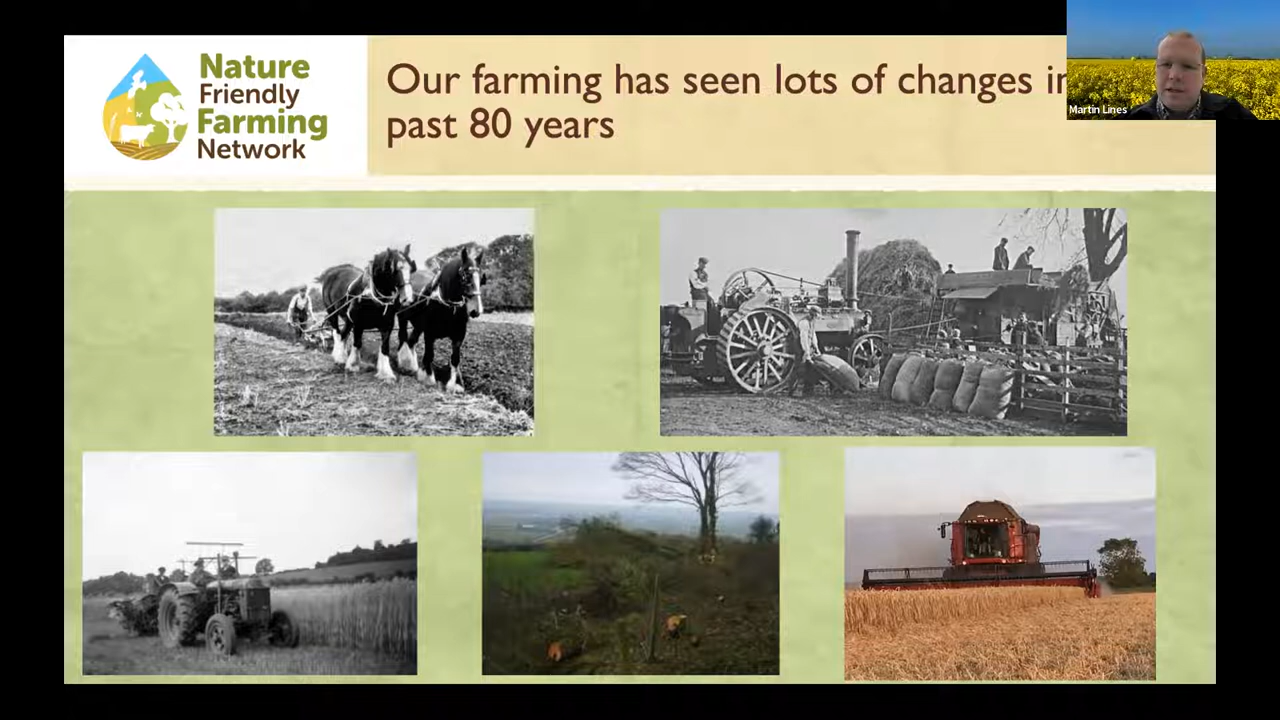 Nature
Friendly
Farming
Network
Our farming has seen lots of changes in
past 80 years
Martin Lines